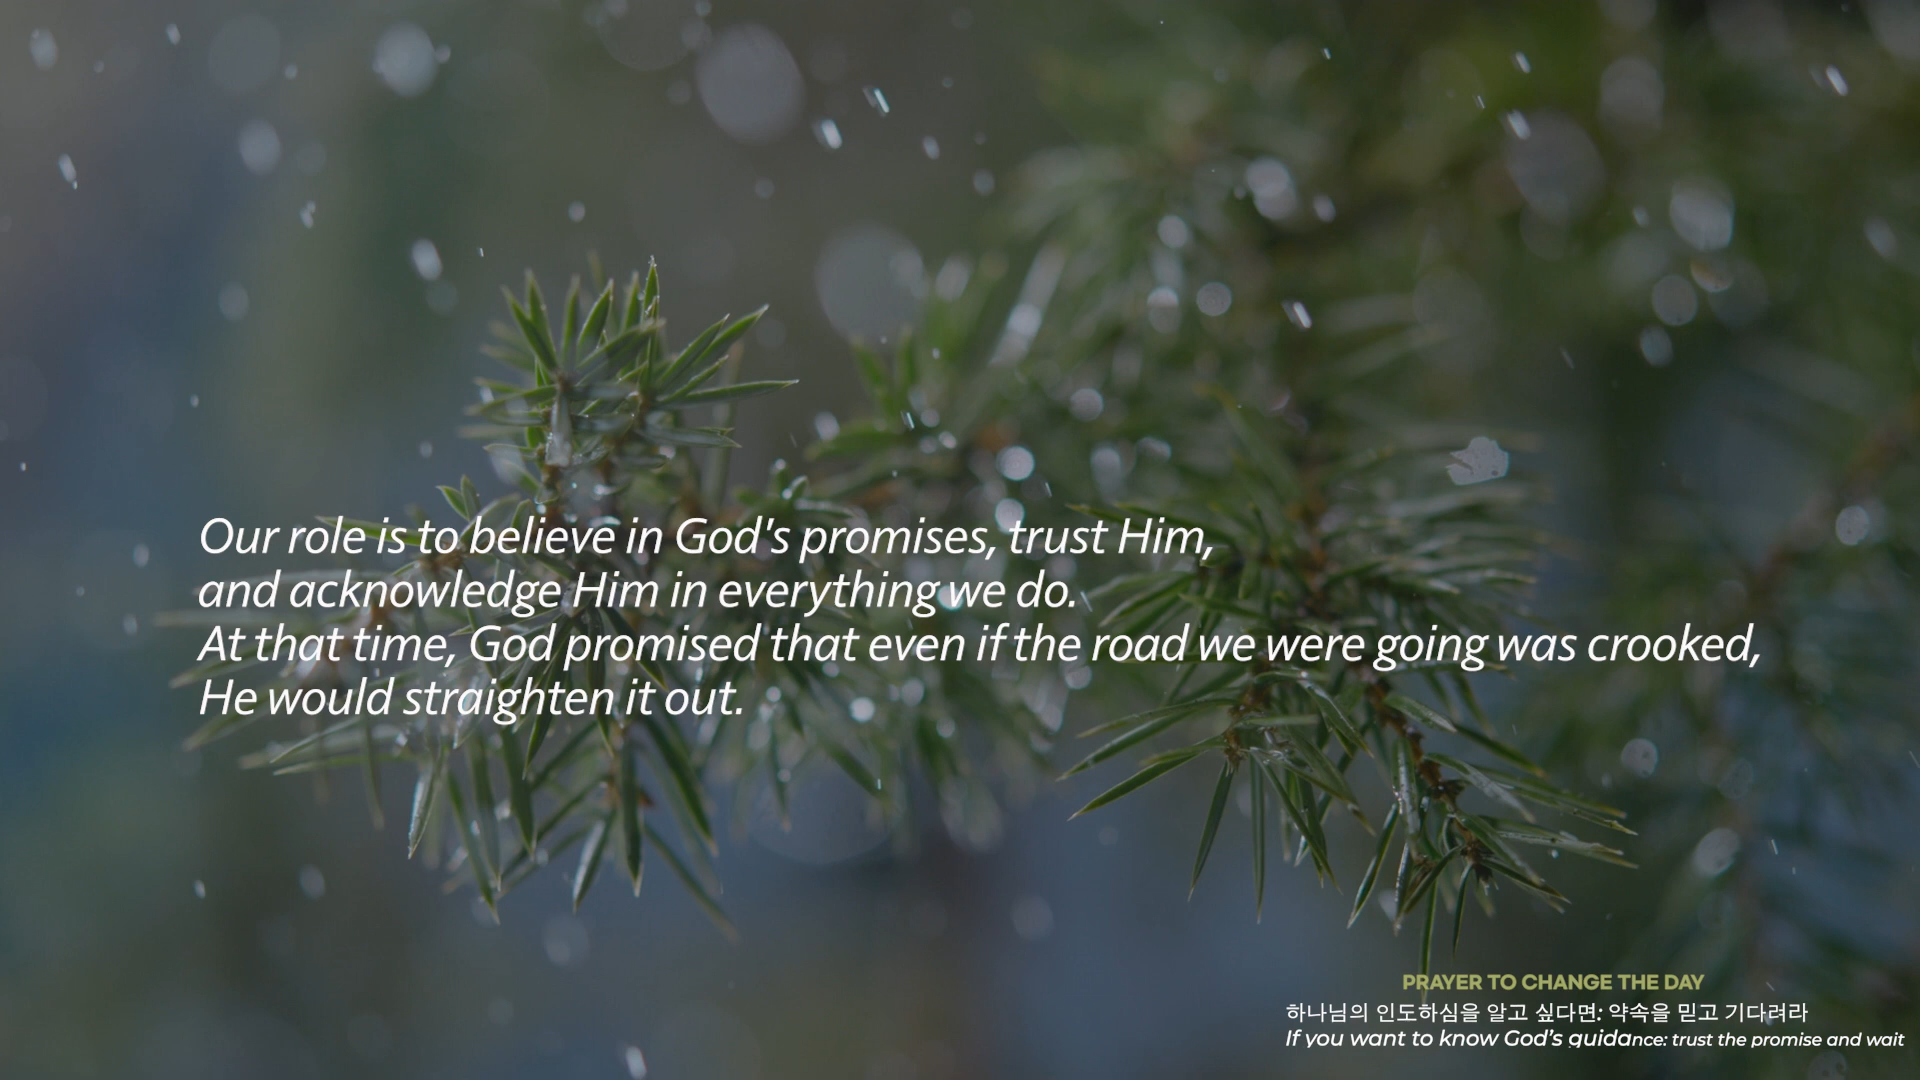 Our role is to believe in God's promises, trust Him,
and acknowledge Him in everything we do.
At that time, God promised that even if the road we were going was crooked,
He would straighten it out.
PRAYER TO CHANGE THE DAY
하나님의 인도하심을 알고 싶다면: 약속을 믿고 기다려라
If you want to know God's guidance: trust the promise and wait